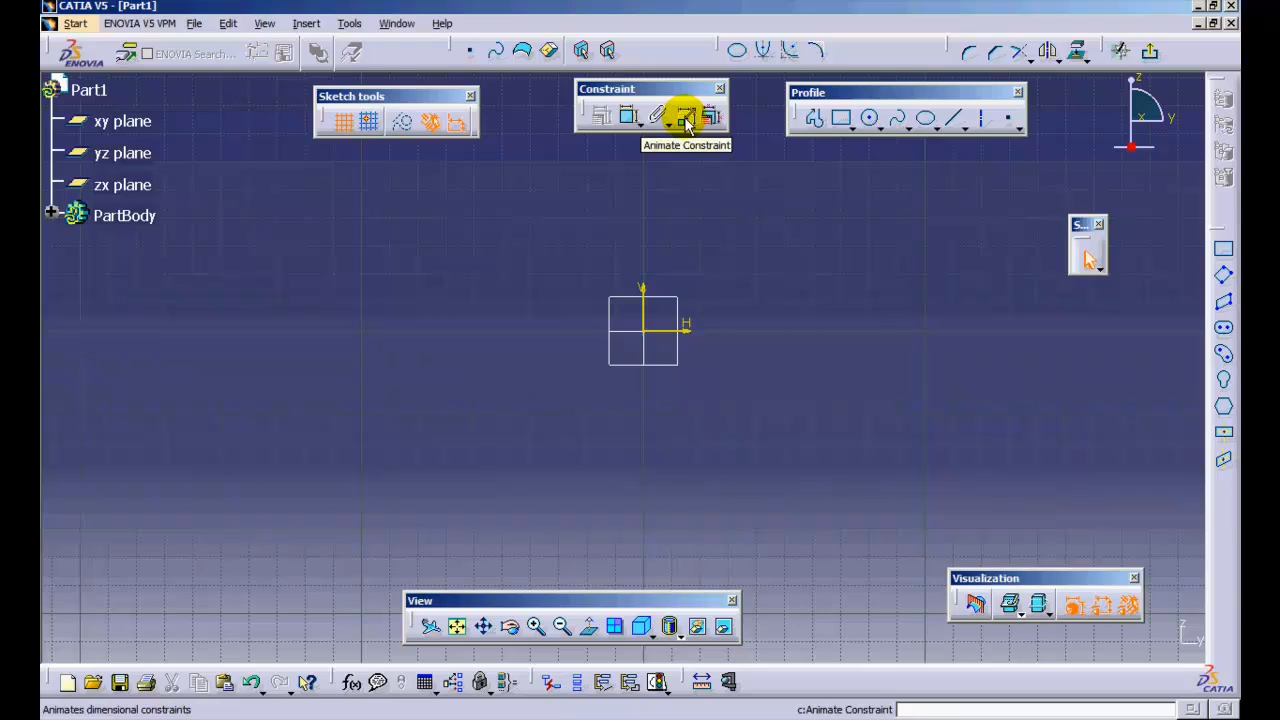 CATIA V5 - [Part1]
Start ENOVIA V5 VPM File Edit View Insert Tools Window Help
ENOVIA ENOVIA Search...
Part1
xy plane
yz plane
zx plane
PartBody
Sketch tools
Constraint
Profile
Animate Constraint
z
x
y
S...
V
H
View
Visualization
z
y
f(x)
CATIA
Animates dimensional constraints
c:Animate Constraint